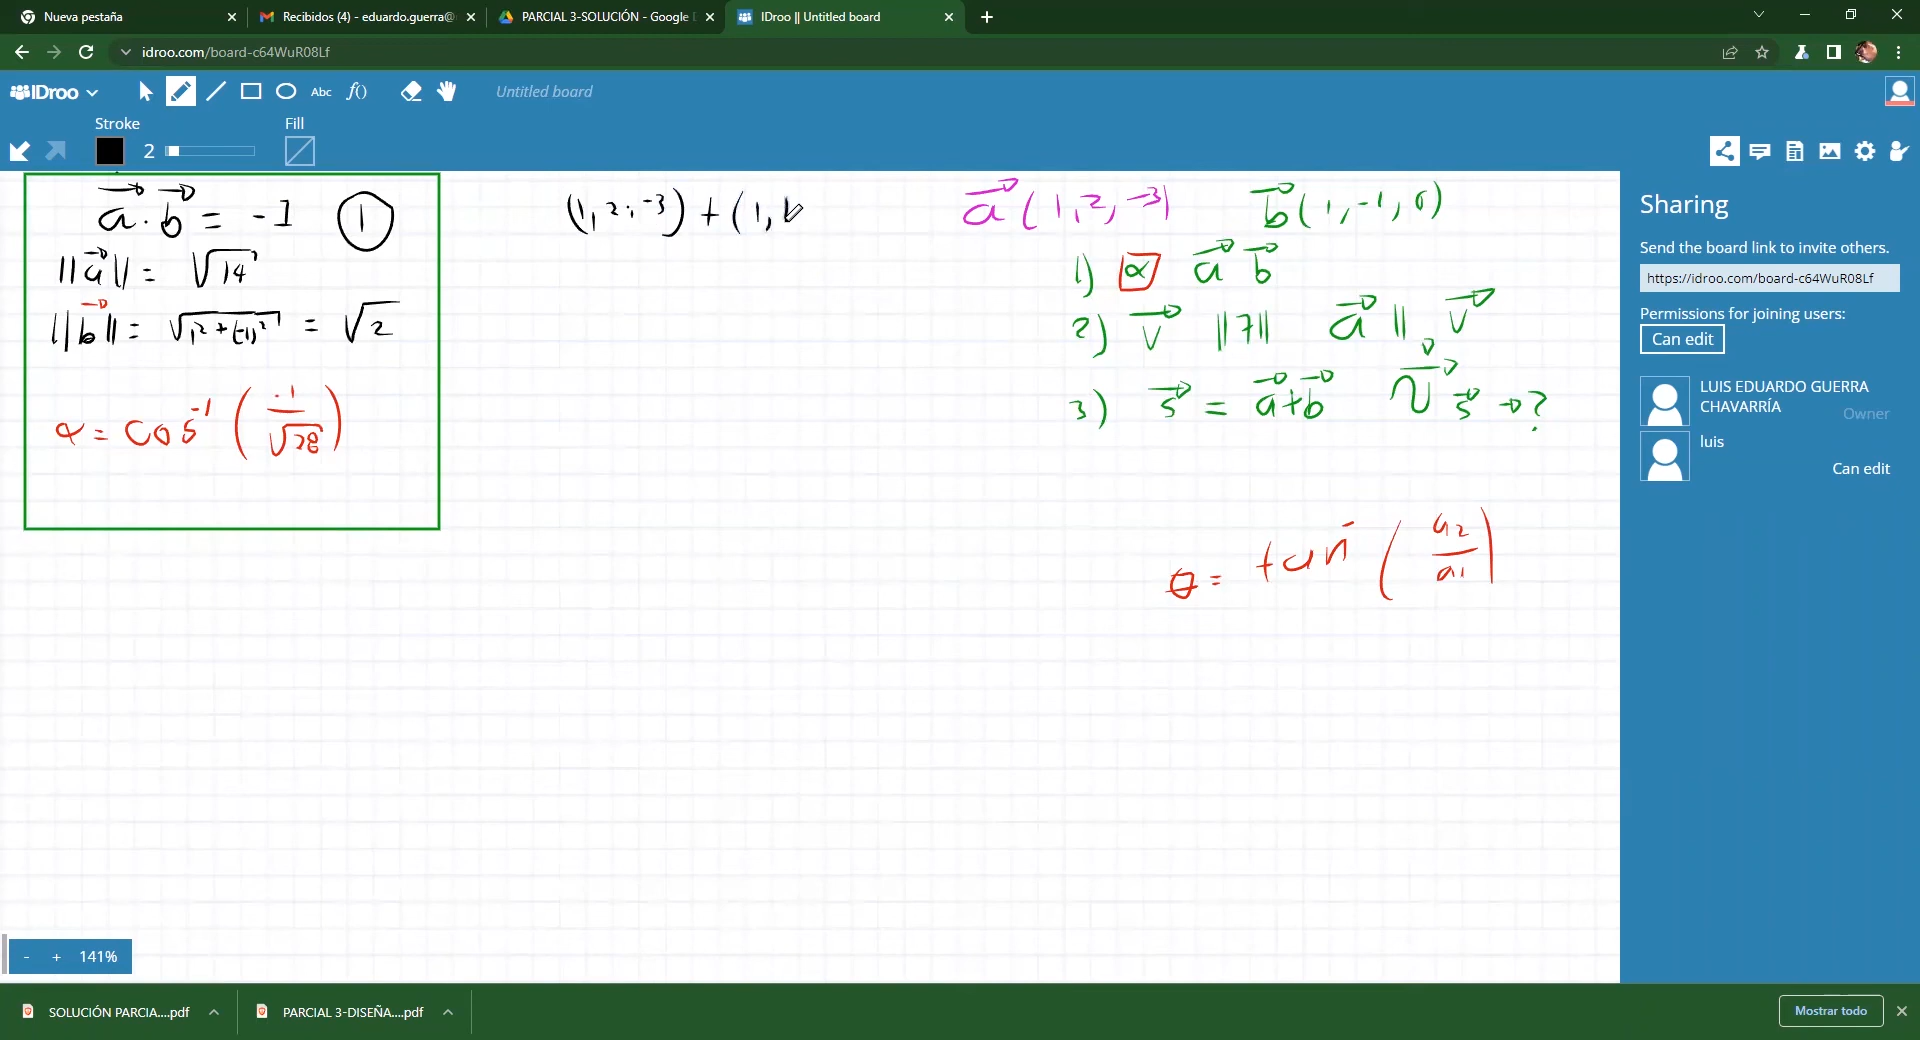 Nueva pestaña
Recibidos (4) - eduardo.guerra@
PARCIAL 3-SOLUCIÓN - Google
IDroo || Untitled board
idroo.com/board-c64WuR08Lf
IDroo
Abc
f()
Untitled board
Stroke
Fill
2
a⃗ · b⃗ = -1 ①
||a⃗|| = √14
||b⃗|| = √1²+(-1)² = √2
α = cos⁻¹ (-1/√28)
(1, 2, -3) + (1,
a⃗ (1, 2, -3) b⃗ (1, -1, 0)
1) α a⃗ b⃗
2) v⃗ ||7|| a⃗ || v⃗
3) s⃗ = a⃗+b⃗ s⃗ → ?
θ = tan⁻ (a₂/a₁)
Sharing
Send the board link to invite others.
https://idroo.com/board-c64WuR08Lf
Permissions for joining users:
Can edit
LUIS EDUARDO GUERRA
CHAVARRÍA
Owner
luis
Can edit
- + 141%
SOLUCIÓN PARCIA....pdf
PARCIAL 3-DISEÑA....pdf
Mostrar todo